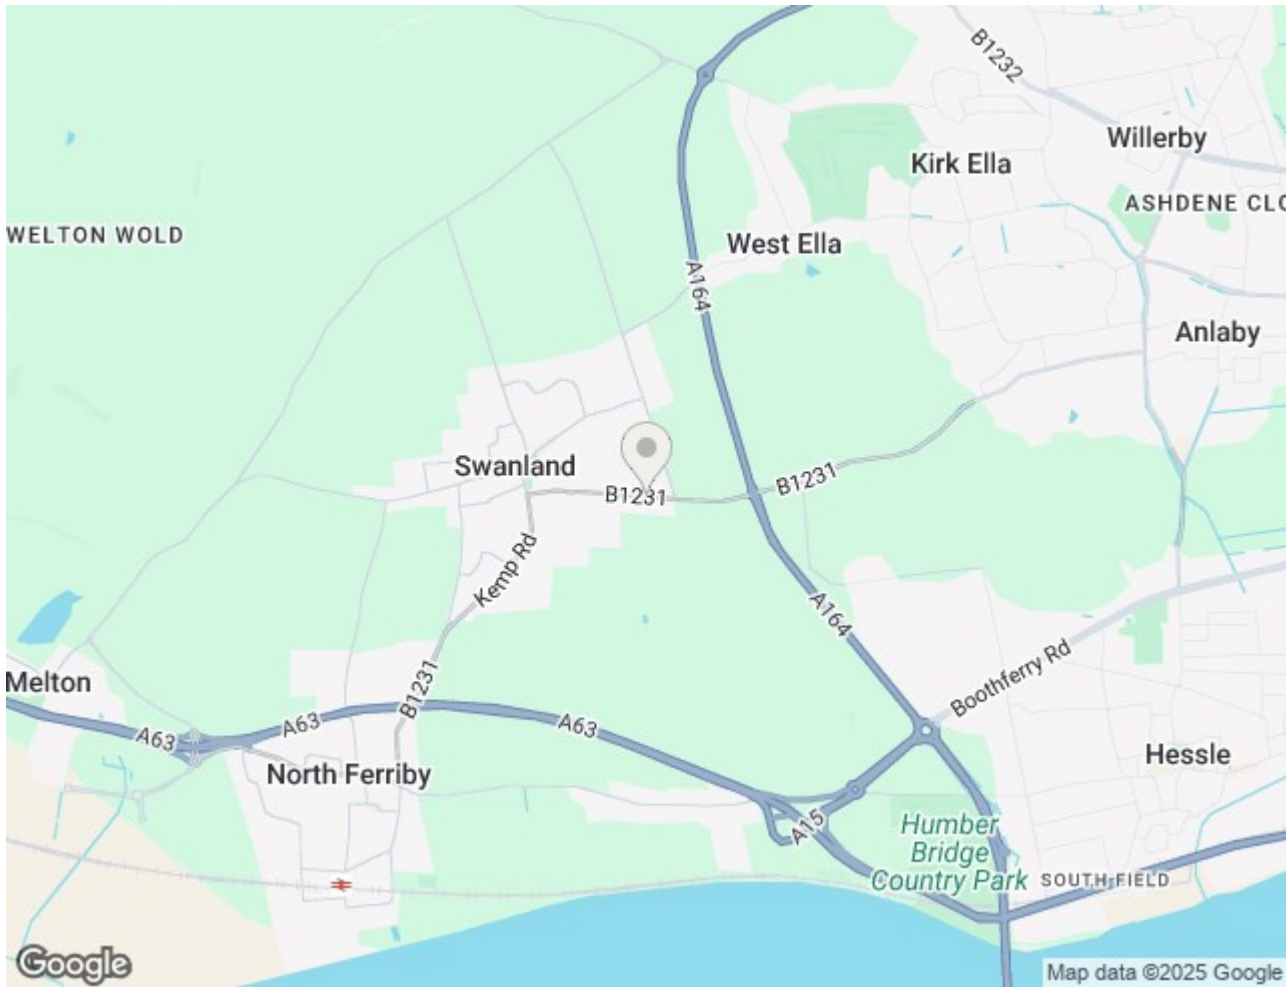 B1232
Willerby
Kirk Ella
ASHDENE CLO
WELTON WOLD
West Ella
A164
Anlaby
Swanland
B1231
B1231
Kemp Rd
A164
Boothferry Rd
Melton
B1231
A63
A63
A63
North Ferriby
Hessle
A15
Humber
Bridge
Country Park
SOUTH FIELD
Google
Map data ©2025 Google